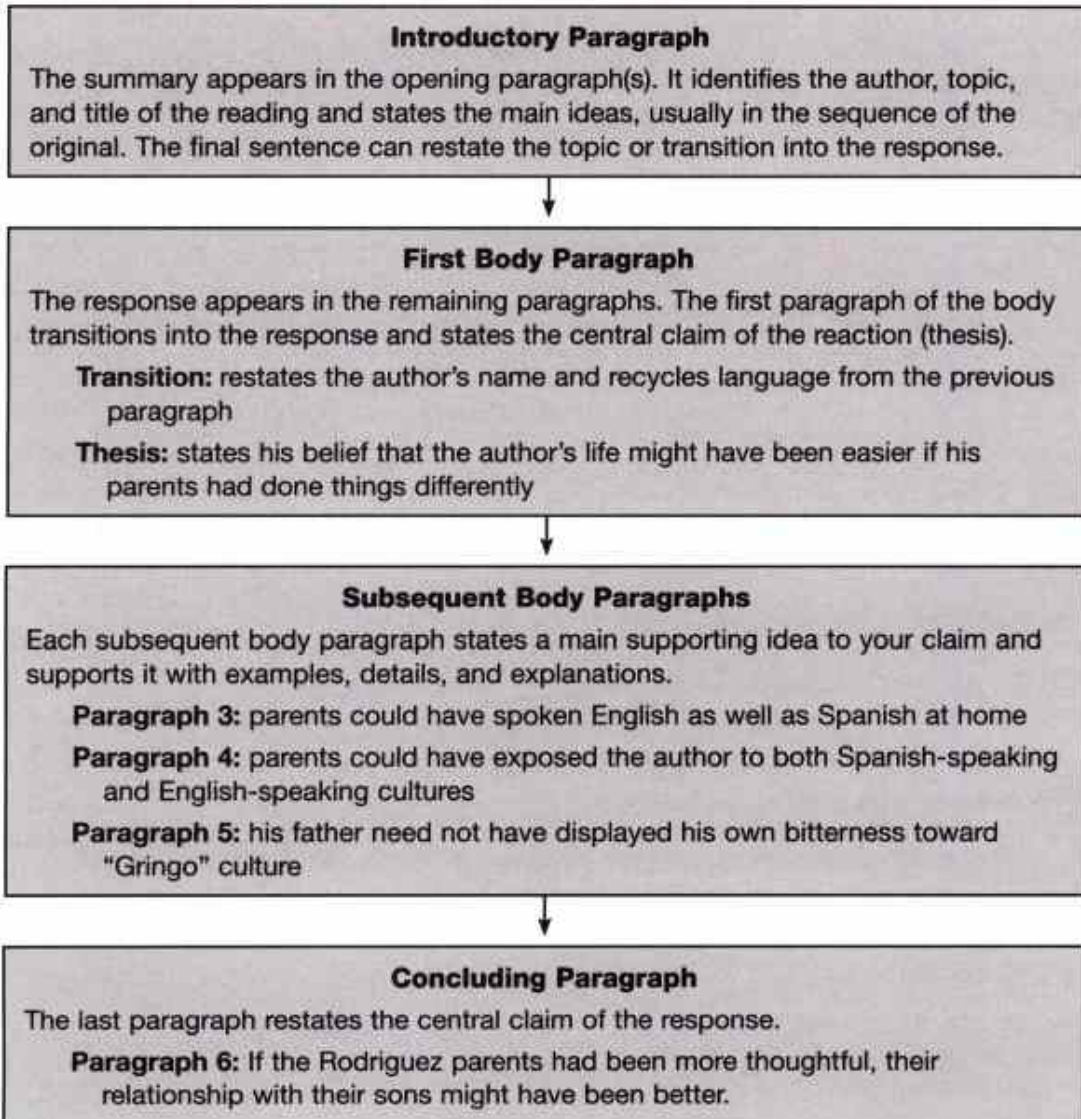 Introductory Paragraph
The summary appears in the opening paragraph(s). It identifies the author, topic,
and title of the reading and states the main ideas, usually in the sequence of the
original. The final sentence can restate the topic or transition into the response.
First Body Paragraph
The response appears in the remaining paragraphs. The first paragraph of the body
transitions into the response and states the central claim of the reaction (thesis).
Transition: restates the author's name and recycles language from the previous
paragraph
Thesis: states his belief that the author's life might have been easier if his
parents had done things differently
Subsequent Body Paragraphs
Each subsequent body paragraph states a main supporting idea to your claim and
supports it with examples, details, and explanations.
Paragraph 3: parents could have spoken English as well as Spanish at home
Paragraph 4: parents could have exposed the author to both Spanish-speaking
and English-speaking cultures
Paragraph 5: his father need not have displayed his own bitterness toward
"Gringo" culture
Concluding Paragraph
The last paragraph restates the central claim of the response.
Paragraph 6: If the Rodriguez parents had been more thoughtful, their
relationship with their sons might have been better.